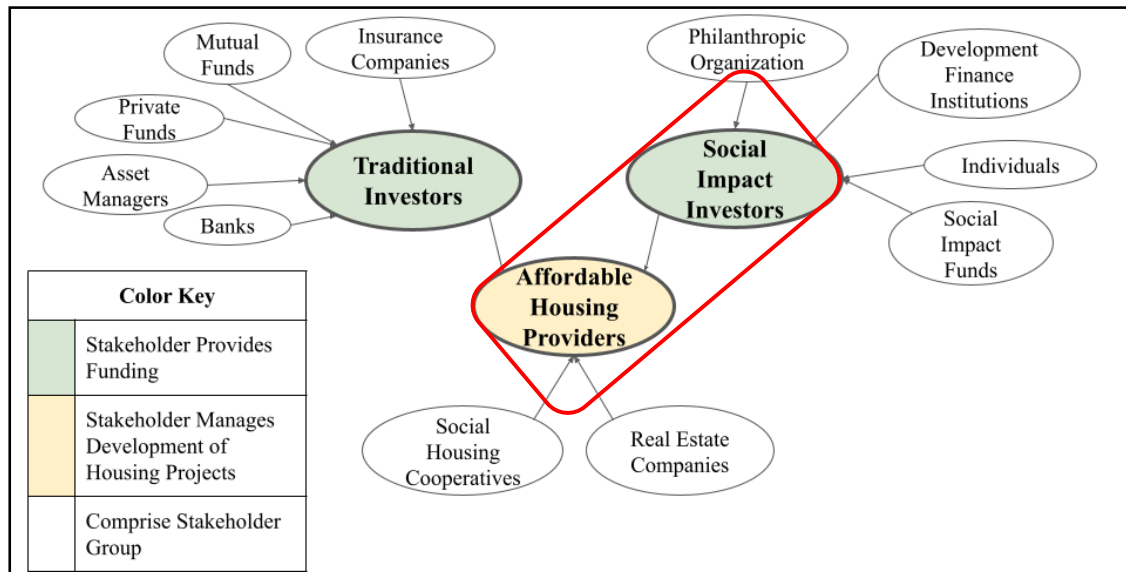 Mutual
Funds
Insurance
Companies
Philanthropic
Organization
Development
Finance
Institutions
Private
Funds
Asset
Managers
Banks
Traditional
Investors
Social
Impact
Investors
Individuals
Social
Impact
Funds
Affordable
Housing
Providers
Social
Housing
Cooperatives
Real Estate
Companies
Color Key
Stakeholder Provides
Funding
Stakeholder Manages
Development of
Housing Projects
Comprise Stakeholder
Group